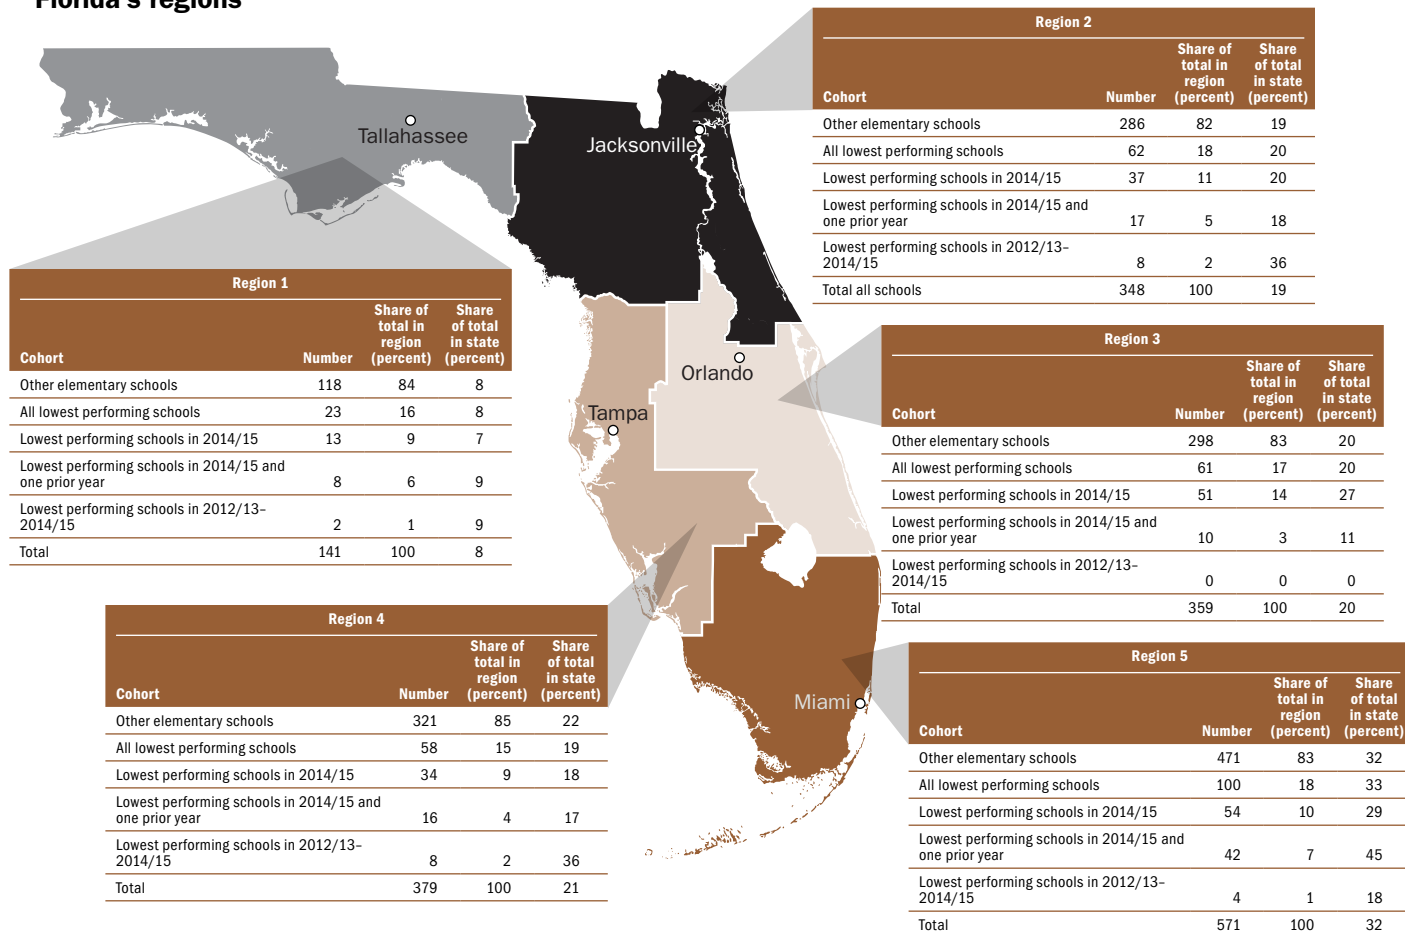 Florida's regions
Tallahassee
Jacksonville
Orlando
Tampa
Miami
Region 1
Cohort Number Share of total in region (percent) Share of total in state (percent)
Other elementary schools 118 84 8
All lowest performing schools 23 16 8
Lowest performing schools in 2014/15 13 9 7
Lowest performing schools in 2014/15 and
one prior year 8 6 9
Lowest performing schools in 2012/13–
2014/15 2 1 9
Total 141 100 8
Region 2
Cohort Number Share of total in region (percent) Share of total in state (percent)
Other elementary schools 286 82 19
All lowest performing schools 62 18 20
Lowest performing schools in 2014/15 37 11 20
Lowest performing schools in 2014/15 and
one prior year 17 5 18
Lowest performing schools in 2012/13–
2014/15 8 2 36
Total all schools 348 100 19
Region 3
Cohort Number Share of total in region (percent) Share of total in state (percent)
Other elementary schools 298 83 20
All lowest performing schools 61 17 20
Lowest performing schools in 2014/15 51 14 27
Lowest performing schools in 2014/15 and
one prior year 10 3 11
Lowest performing schools in 2012/13–
2014/15 0 0 0
Total 359 100 20
Region 4
Cohort Number Share of total in region (percent) Share of total in state (percent)
Other elementary schools 321 85 22
All lowest performing schools 58 15 19
Lowest performing schools in 2014/15 34 9 18
Lowest performing schools in 2014/15 and
one prior year 16 4 17
Lowest performing schools in 2012/13–
2014/15 8 2 36
Total 379 100 21
Region 5
Cohort Number Share of total in region (percent) Share of total in state (percent)
Other elementary schools 471 83 32
All lowest performing schools 100 18 33
Lowest performing schools in 2014/15 54 10 29
Lowest performing schools in 2014/15 and
one prior year 42 7 45
Lowest performing schools in 2012/13–
2014/15 4 1 18
Total 571 100 32